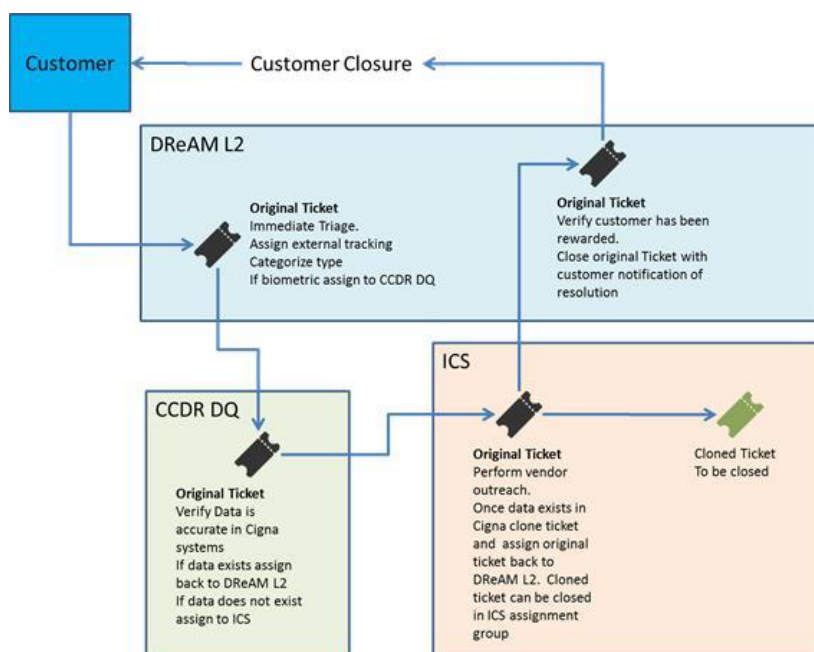 Customer
Customer Closure
DReAM L2
Original Ticket
Immediate Triage.
Assign external tracking
Categorize type
If biometric assign to CCDR DQ
Original Ticket
Verify customer has been
rewarded.
Close original Ticket with
customer notification of
resolution
CCDR DQ
Original Ticket
Verify Data is
accurate in Cigna
systems
If data exists assign
back to DReAM L2
If data does not exist
assign to ICS
ICS
Original Ticket
Perform vendor
outreach.
Once data exists in
Cigna clone ticket
and assign original
ticket back to
DReAM L2. Cloned
ticket can be closed
in ICS assignment
group
Cloned Ticket
To be closed